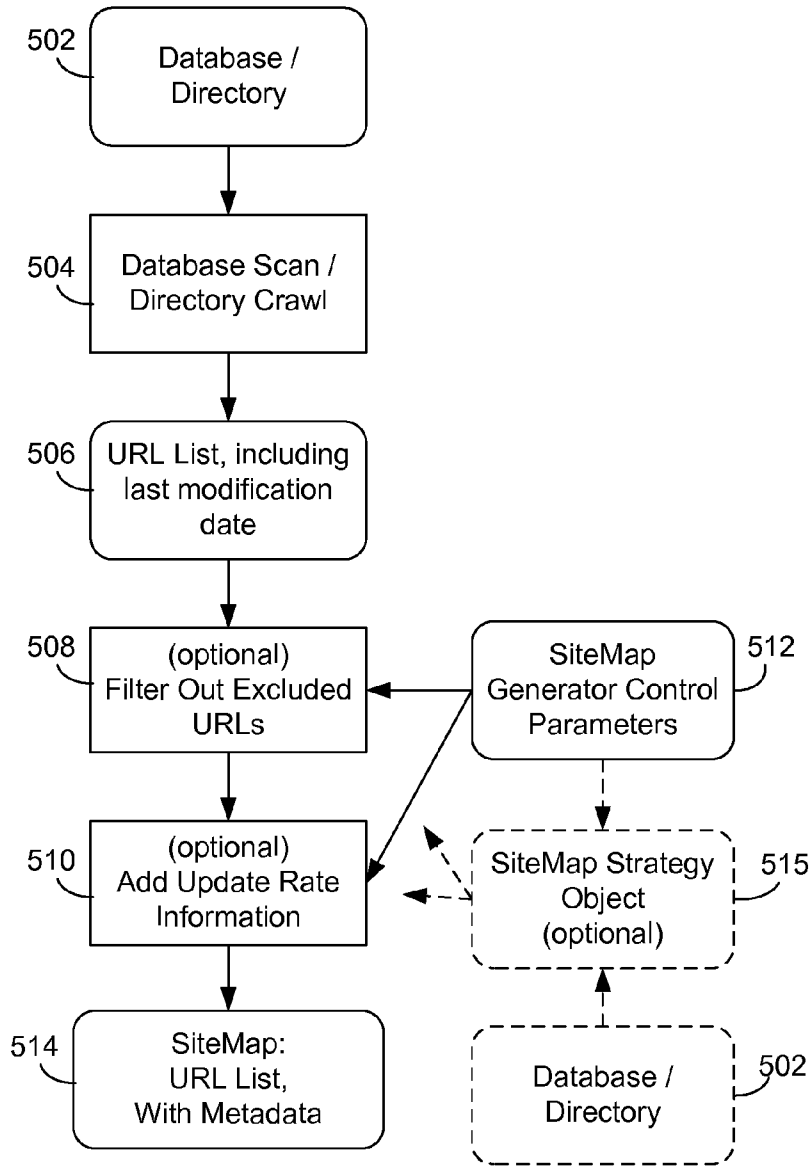 502
Database /
Directory
504
Database Scan /
Directory Crawl
506
URL List, including
last modification
date
508
(optional)
Filter Out Excluded
URLs
SiteMap
Generator Control
Parameters
512
510
(optional)
Add Update Rate
Information
SiteMap Strategy
Object
(optional)
515
514
SiteMap:
URL List,
With Metadata
Database /
Directory
502